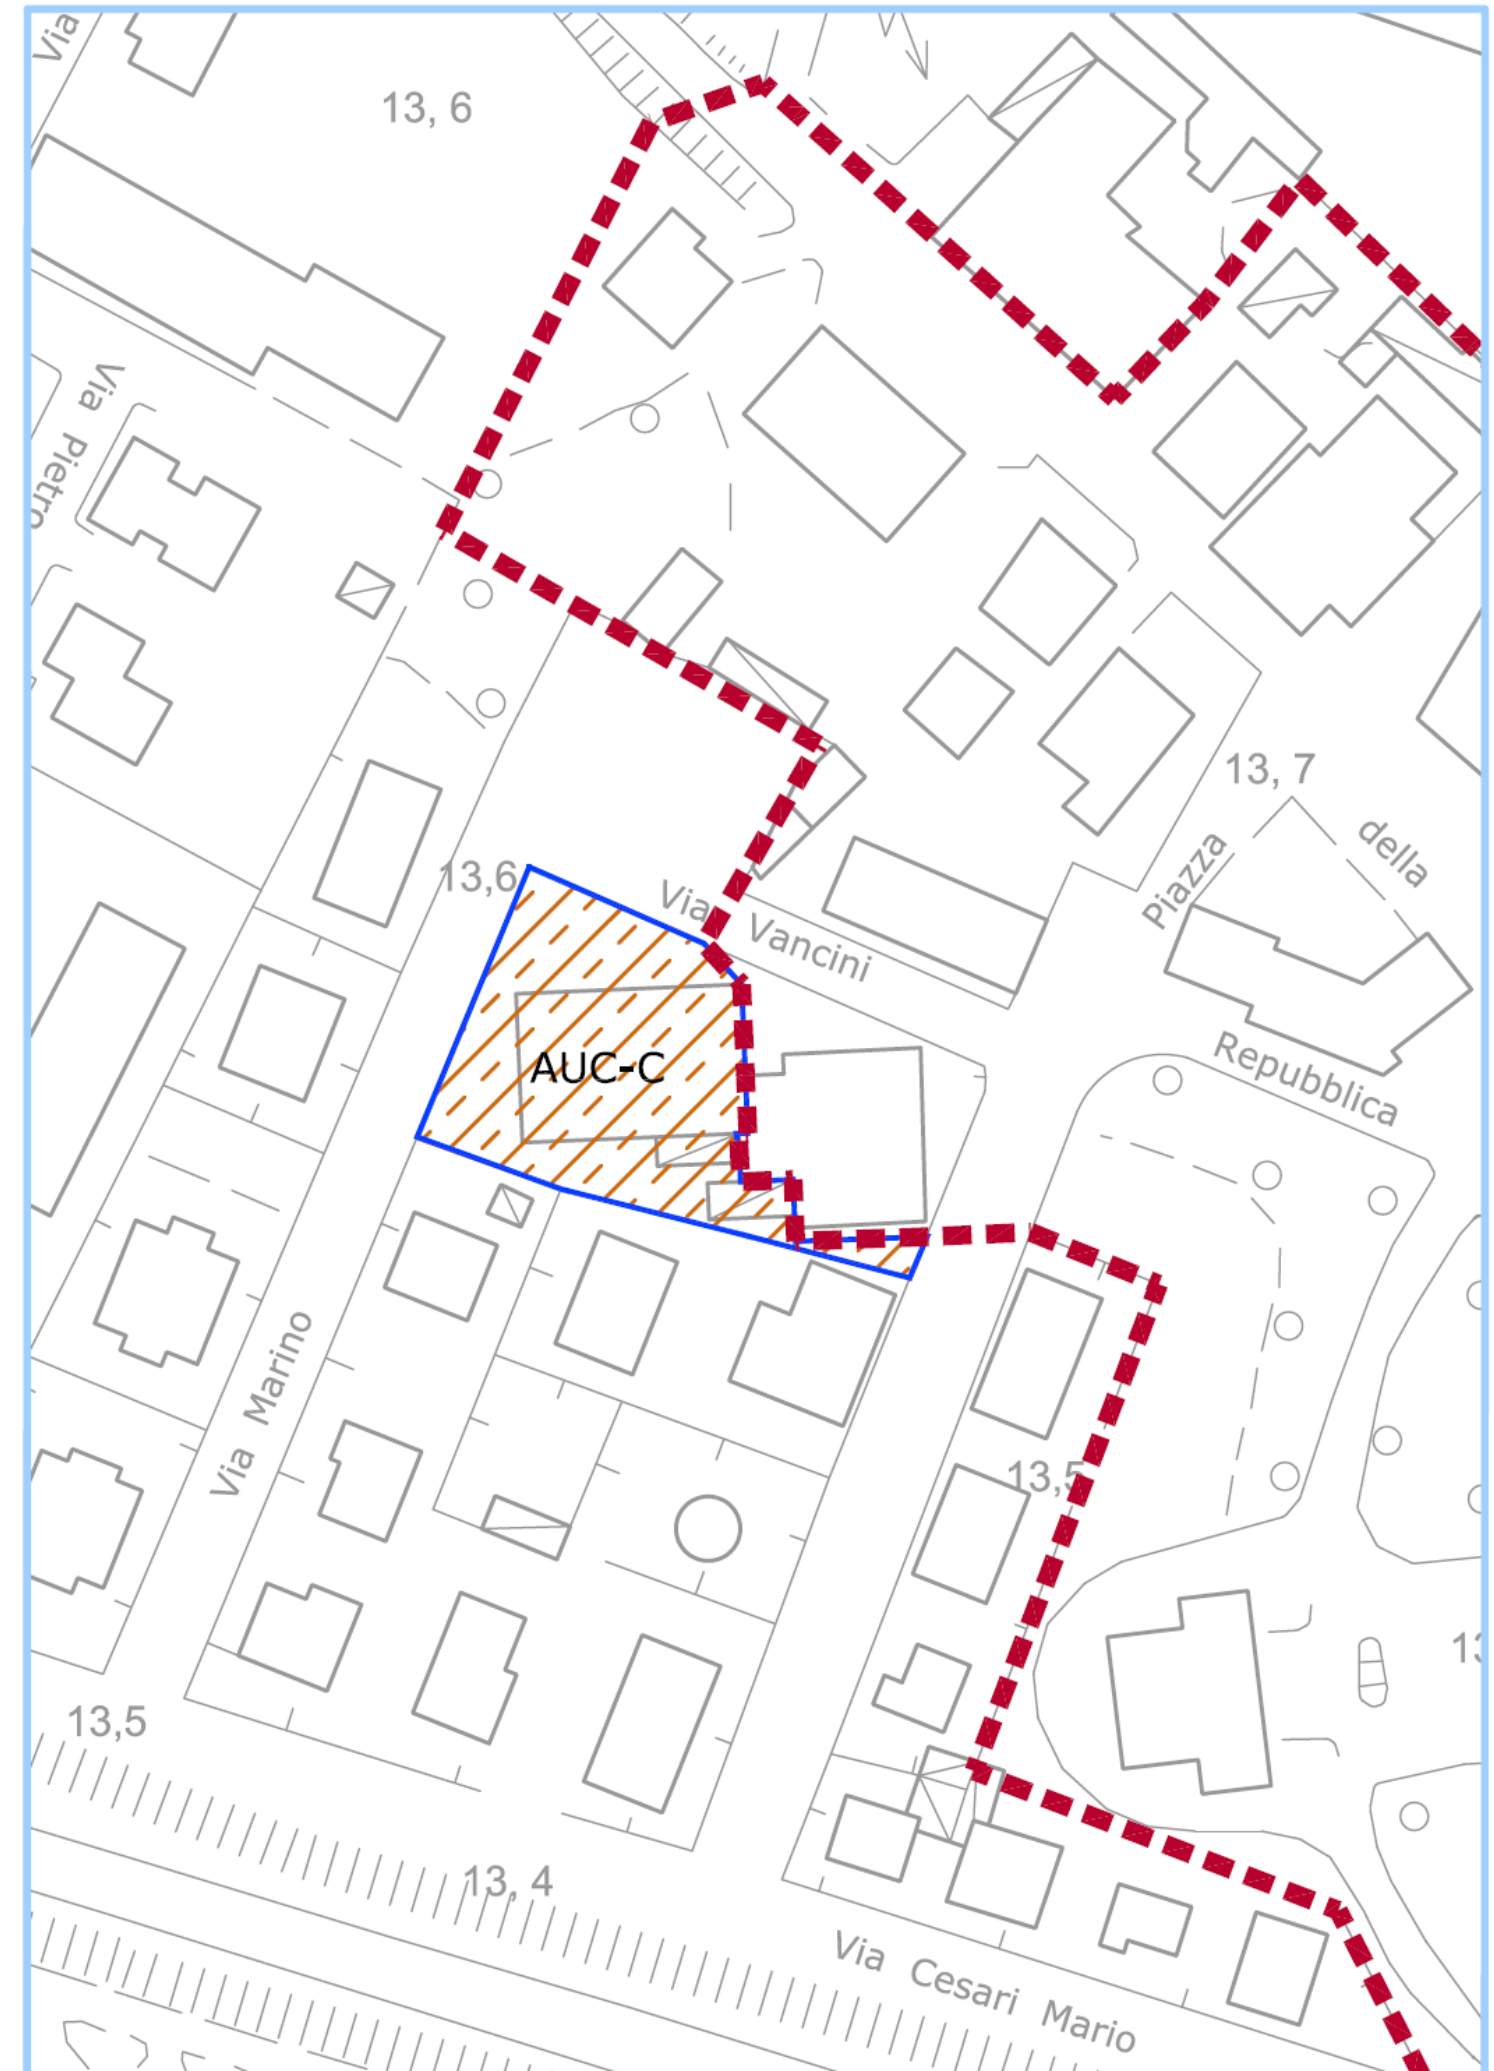 Via
13, 6
Via Pietro
13, 7
della
Piazza
13,6
Via Vancini
Repubblica
AUC-C
Via Marino
13,5
13,5
13, 4
Via Cesari Mario